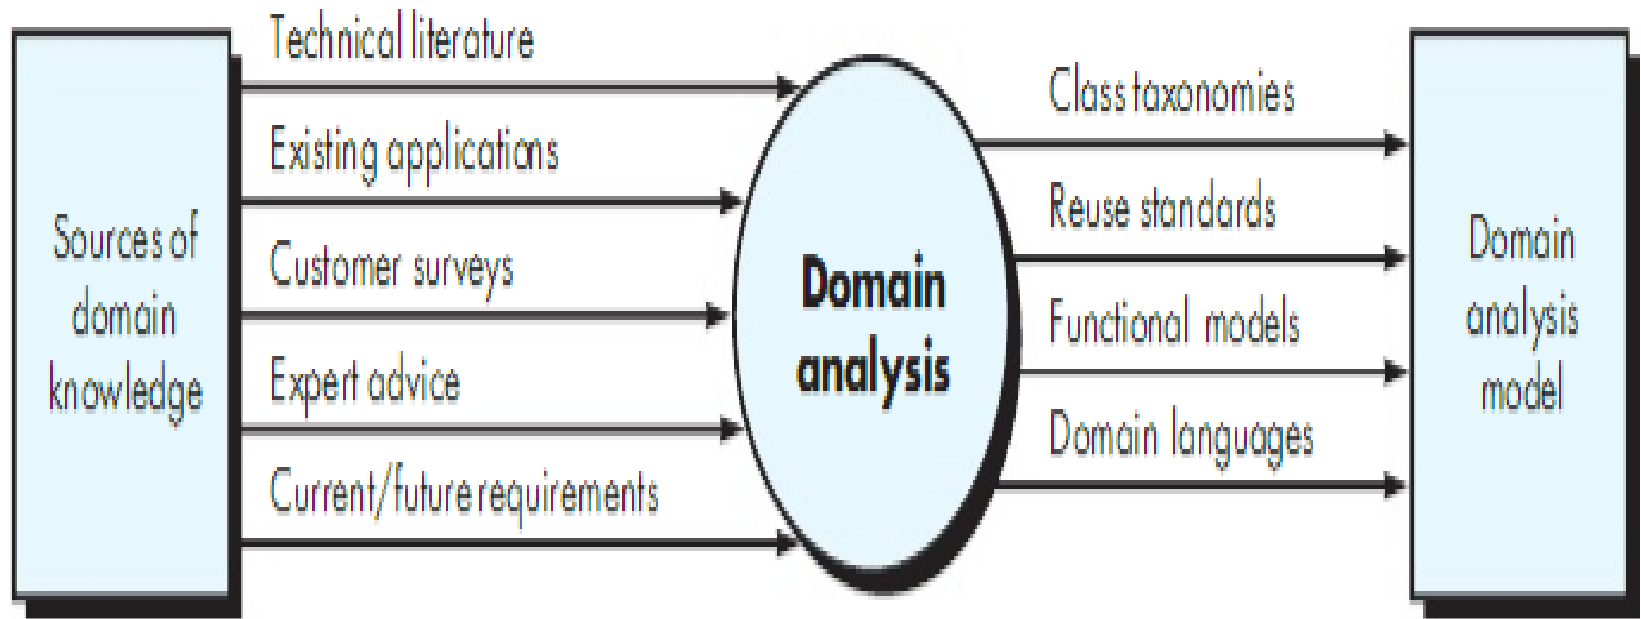 Sources of
domain
knowledge
Technical literature
Existing applications
Customer surveys
Expert advice
Current/future requirements
Domain
analysis
Class taxonomies
Reuse standards
Functional models
Domain languages
Domain
analysis
model